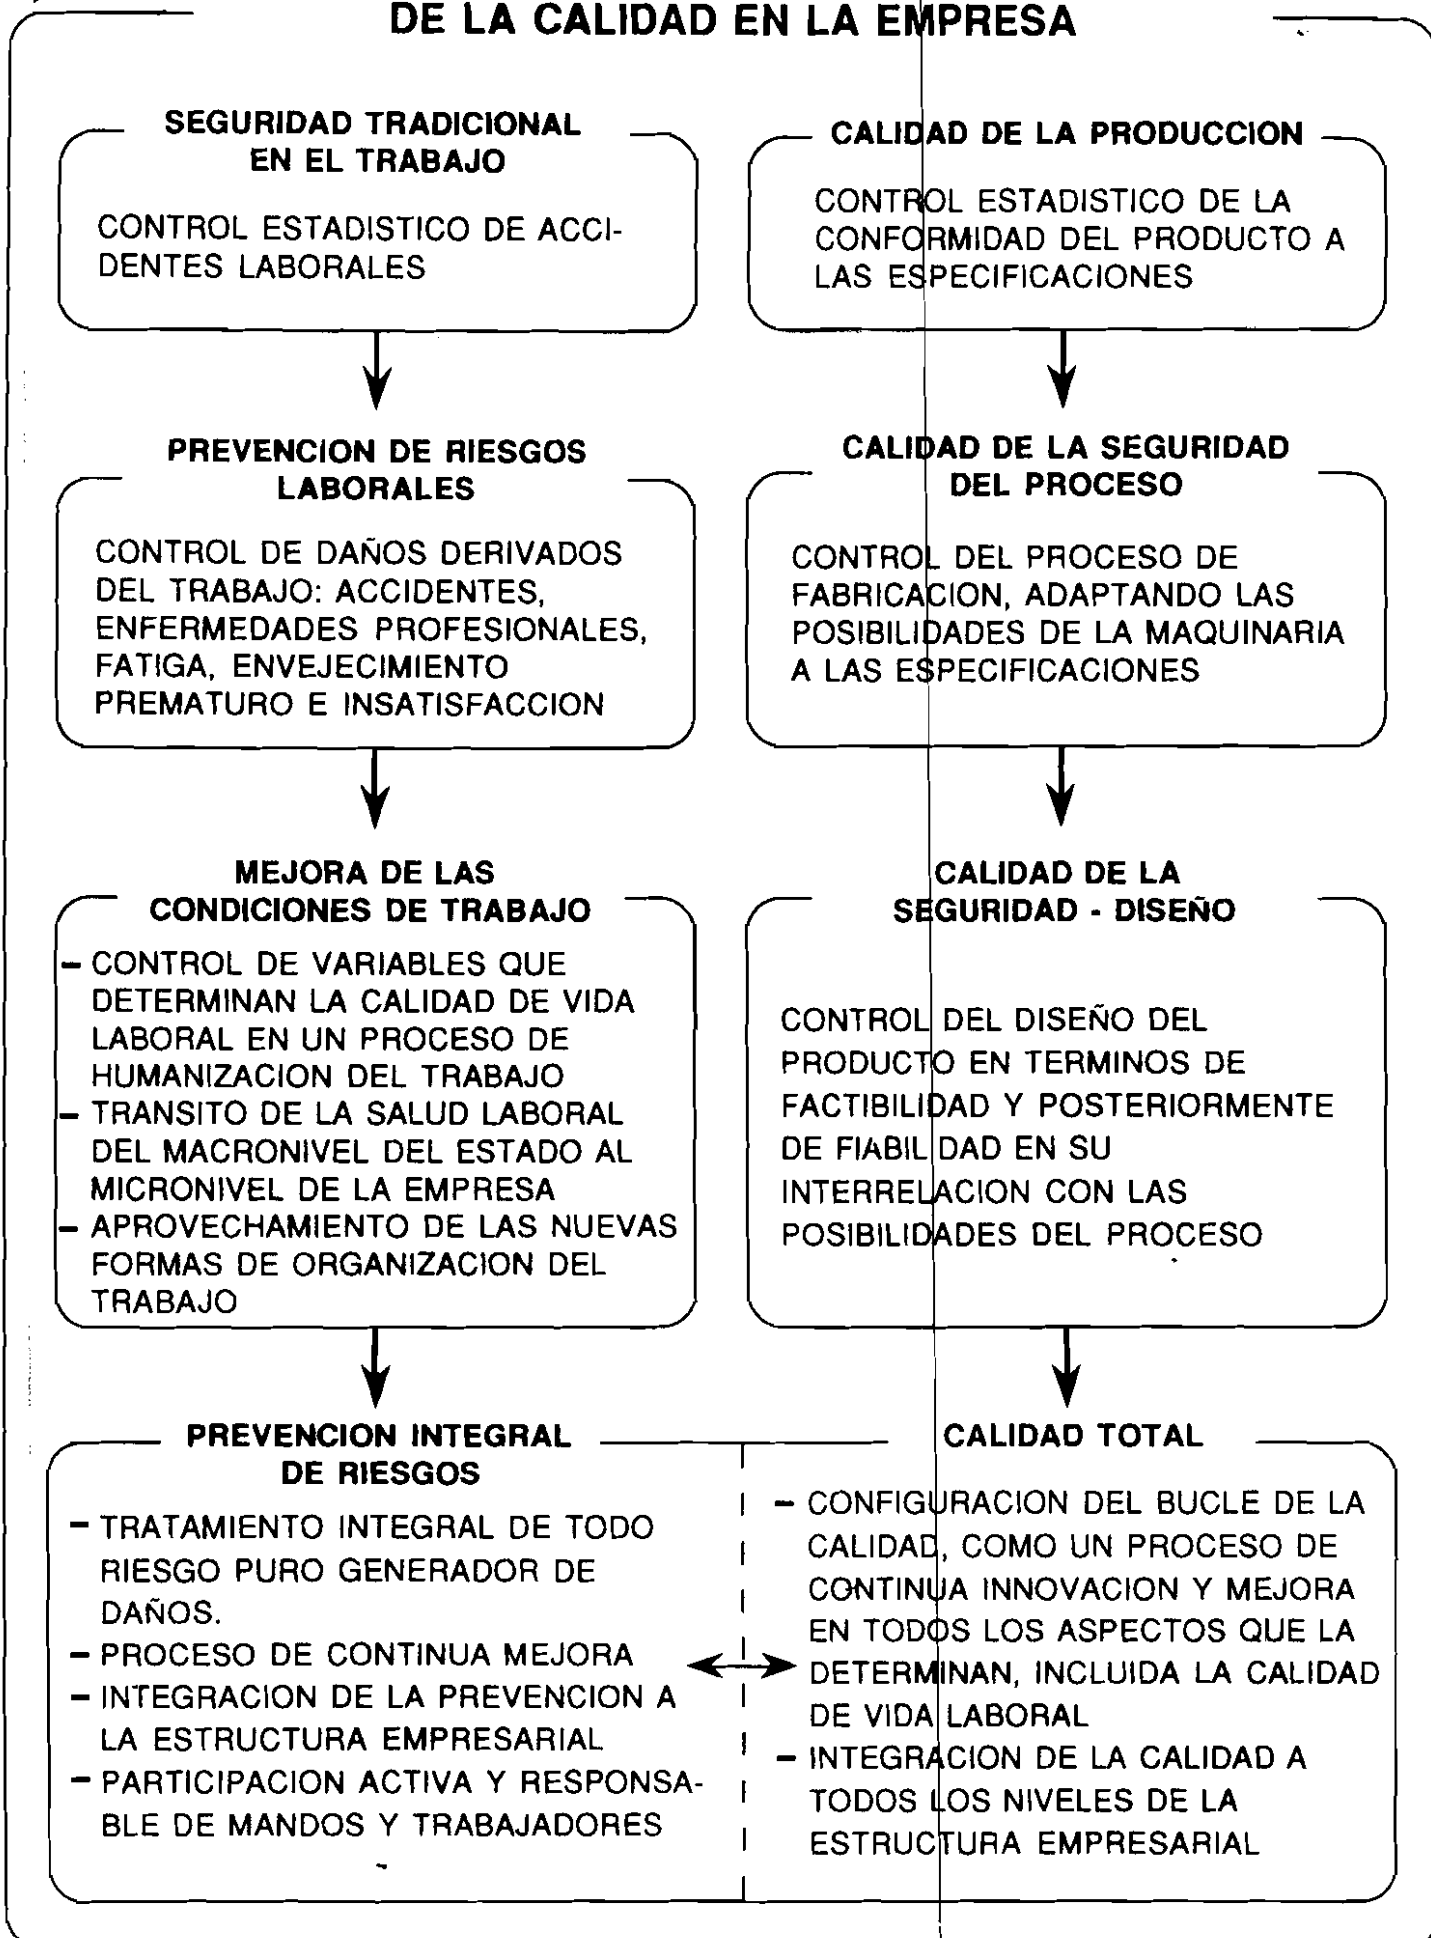 DE LA CALIDAD EN LA EMPRESA
SEGURIDAD TRADICIONAL
EN EL TRABAJO
CONTROL ESTADISTICO DE ACCI-
DENTES LABORALES
CALIDAD DE LA PRODUCCION
CONTROL ESTADISTICO DE LA
CONFORMIDAD DEL PRODUCTO A
LAS ESPECIFICACIONES
PREVENCION DE RIESGOS
LABORALES
CONTROL DE DAÑOS DERIVADOS
DEL TRABAJO: ACCIDENTES,
ENFERMEDADES PROFESIONALES,
FATIGA, ENVEJECIMIENTO
PREMATURO E INSATISFACCION
CALIDAD DE LA SEGURIDAD
DEL PROCESO
CONTROL DEL PROCESO DE
FABRICACION, ADAPTANDO LAS
POSIBILIDADES DE LA MAQUINARIA
A LAS ESPECIFICACIONES
MEJORA DE LAS
CONDICIONES DE TRABAJO
- CONTROL DE VARIABLES QUE
DETERMINAN LA CALIDAD DE VIDA
LABORAL EN UN PROCESO DE
HUMANIZACION DEL TRABAJO
- TRANSITO DE LA SALUD LABORAL
DEL MACRONIVEL DEL ESTADO AL
MICRONIVEL DE LA EMPRESA
- APROVECHAMIENTO DE LAS NUEVAS
FORMAS DE ORGANIZACION DEL
TRABAJO
CALIDAD DE LA
SEGURIDAD - DISEÑO
CONTROL DEL DISEÑO DEL
PRODUCTO EN TERMINOS DE
FACTIBILIDAD Y POSTERIORMENTE
DE FIABILIDAD EN SU
INTERRELACION CON LAS
POSIBILIDADES DEL PROCESO
PREVENCION INTEGRAL
DE RIESGOS
- TRATAMIENTO INTEGRAL DE TODO
RIESGO PURO GENERADOR DE
DAÑOS.
- PROCESO DE CONTINUA MEJORA
- INTEGRACION DE LA PREVENCION A
LA ESTRUCTURA EMPRESARIAL
- PARTICIPACION ACTIVA Y RESPONSA-
BLE DE MANDOS Y TRABAJADORES
CALIDAD TOTAL
- CONFIGURACION DEL BUCLE DE LA
CALIDAD, COMO UN PROCESO DE
CONTINUA INNOVACION Y MEJORA
EN TODOS LOS ASPECTOS QUE LA
DETERMINAN, INCLUIDA LA CALIDAD
DE VIDA LABORAL
- INTEGRACION DE LA CALIDAD A
TODOS LOS NIVELES DE LA
ESTRUCTURA EMPRESARIAL